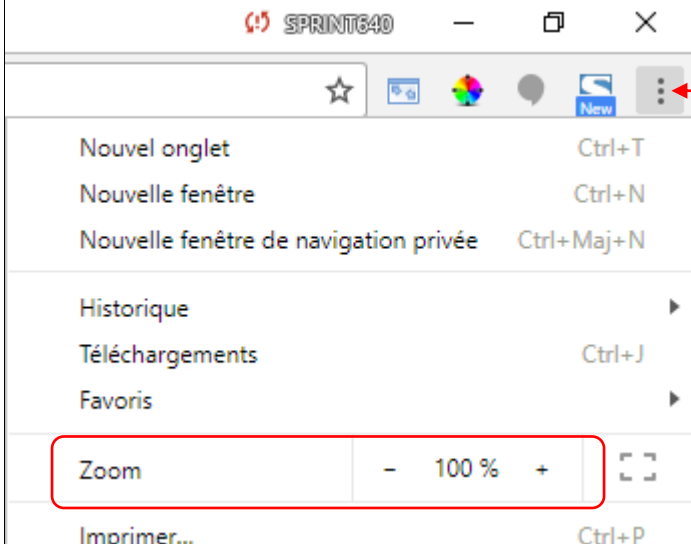 SPRINT640
New
Nouvel onglet Ctrl+T
Nouvelle fenêtre Ctrl+N
Nouvelle fenêtre de navigation privée Ctrl+Maj+N
Historique
Téléchargements Ctrl+J
Favoris
Zoom - 100 % +
Imprimer... Ctrl+P